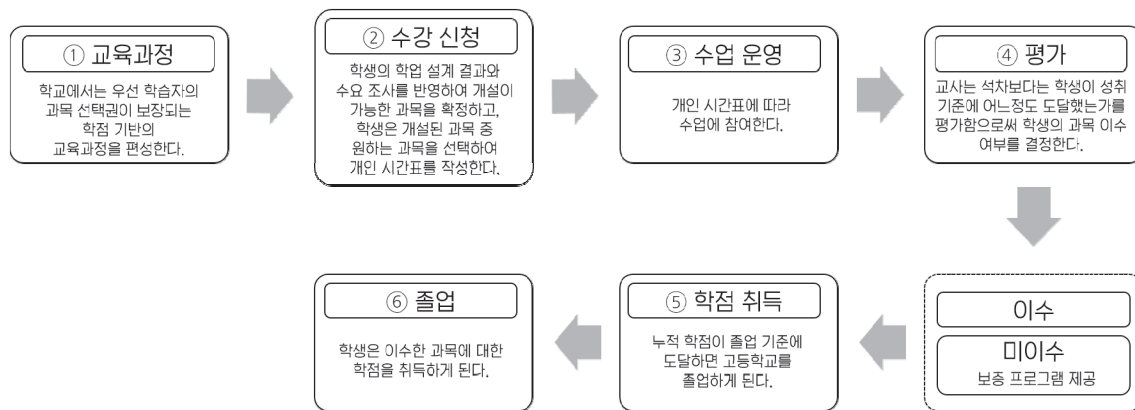 ① 교육과정
학교에서는 우선 학습자의
과목 선택권이 보장되는
학점 기반의
교육과정을 편성한다.
② 수강 신청
학생의 학업 설계 결과와
수요 조사를 반영하여 개설이
가능한 과목을 확정하고,
학생은 개설된 과목 중
원하는 과목을 선택하여
개인 시간표를 작성한다.
③ 수업 운영
개인 시간표에 따라
수업에 참여한다.
④ 평가
교사는 석차보다는 학생이 성취
기준에 어느정도 도달했는가를
평가함으로써 학생의 과목 이수
여부를 결정한다.
이수
미이수
보충 프로그램 제공
⑤ 학점 취득
누적 학점이 졸업 기준에
도달하면 고등학교를
졸업하게 된다.
⑥ 졸업
학생은 이수한 과목에 대한
학점을 취득하게 된다.